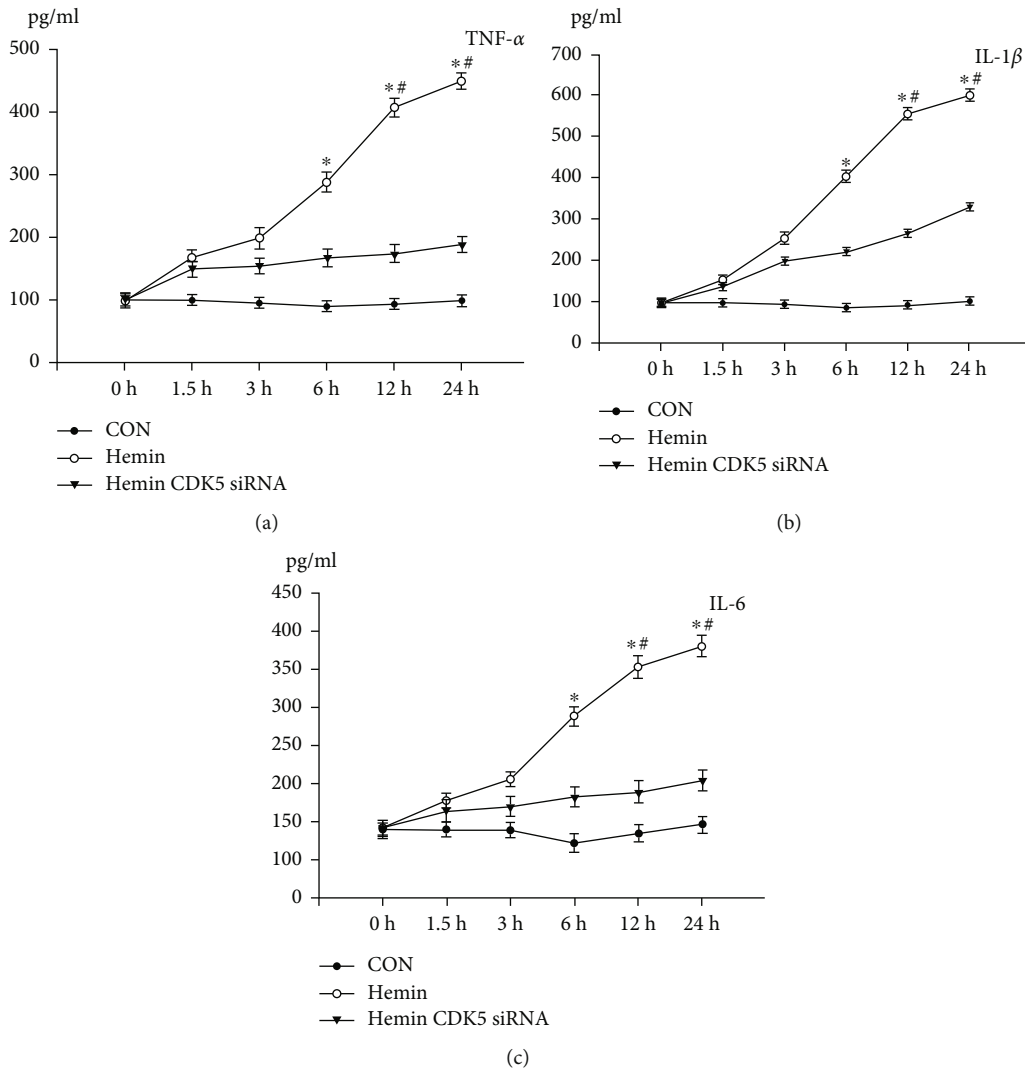 pg/ml
TNF-α
500
400
300
200
100
0
* *# *#
0 h 1.5 h 3 h 6 h 12 h 24 h
CON
Hemin
Hemin CDK5 siRNA
(a)
pg/ml
IL-1β
700
600
500
400
300
200
100
0
* *# *#
0 h 1.5 h 3 h 6 h 12 h 24 h
CON
Hemin
Hemin CDK5 siRNA
(b)
pg/ml
IL-6
450
400
350
300
250
200
150
100
0
* *# *#
0 h 1.5 h 3 h 6 h 12 h 24 h
CON
Hemin
Hemin CDK5 siRNA
(c)